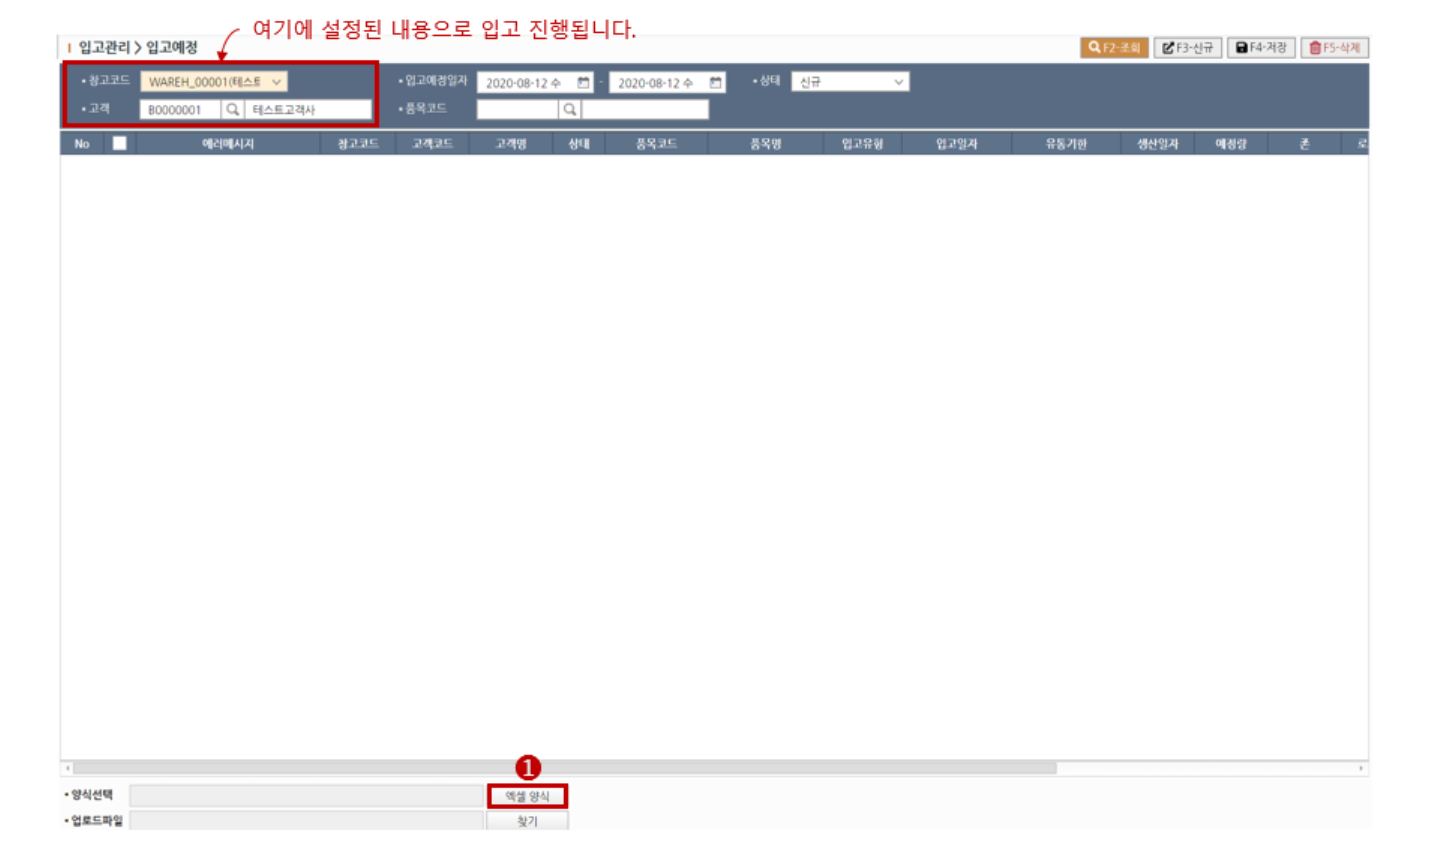 여기에 설정된 내용으로 입고 진행됩니다.
입고관리 > 입고예정
F2-조회 F3-신규 F4-저장 F5-삭제
• 창고코드 WAREH_00001(테스트 • 입고예정일자 2020-08-12 수 - 2020-08-12 수 • 상태 신규
• 고객 B0000001 테스트고객사 • 품목코드
No 에러메시지 창고코드 고객코드 고객명 상태 품목코드 품목명 입고유형 입고일자 유통기한 생산일자 예정량 존 로
1
• 양식선택 엑셀 양식
• 업로드파일 찾기